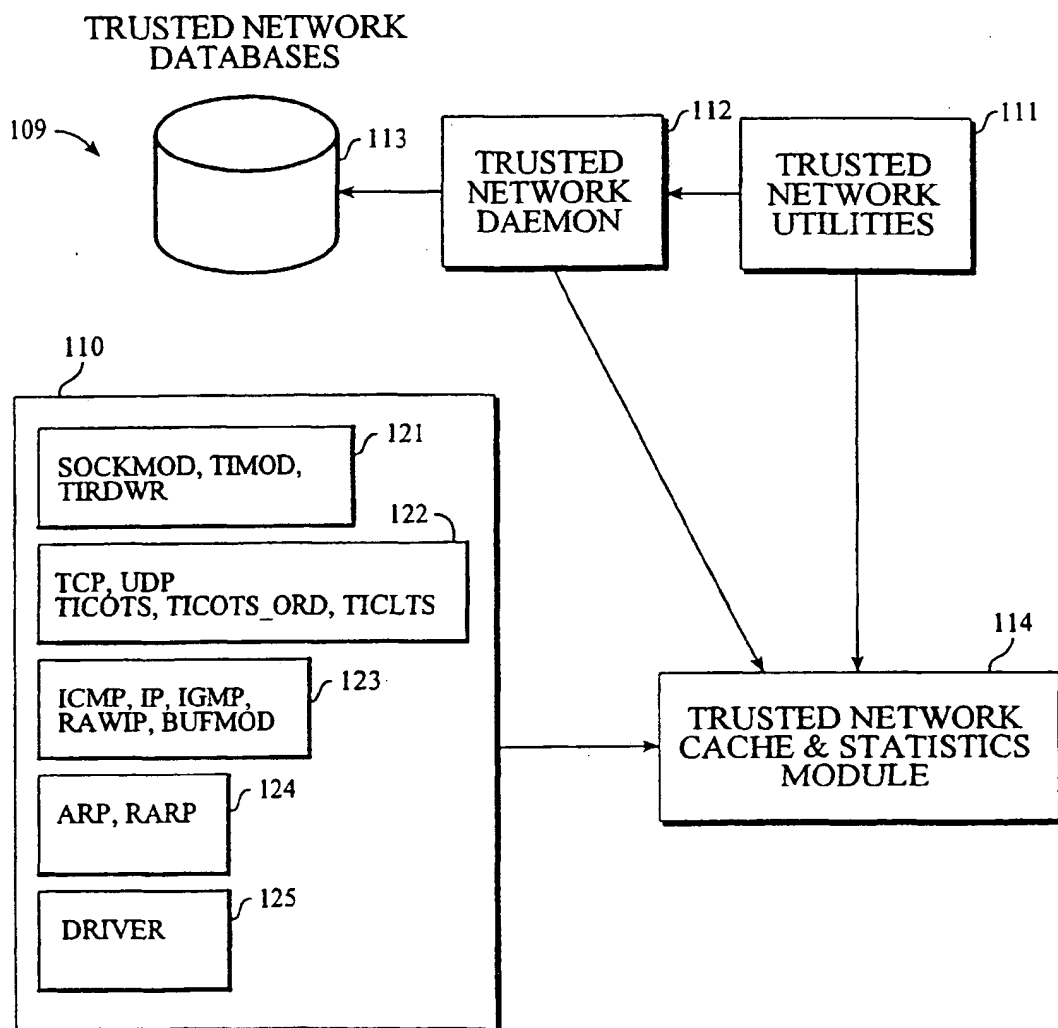 TRUSTED NETWORK
DATABASES
109
113
112
TRUSTED
NETWORK
DAEMON
111
TRUSTED
NETWORK
UTILITIES
110
121
SOCKMOD, TIMOD,
TIRDWR
122
TCP, UDP
TICOTS, TICOTS_ORD, TICLTS
123
ICMP, IP, IGMP,
RAWIP, BUFMOD
124
ARP, RARP
125
DRIVER
114
TRUSTED NETWORK
CACHE & STATISTICS
MODULE